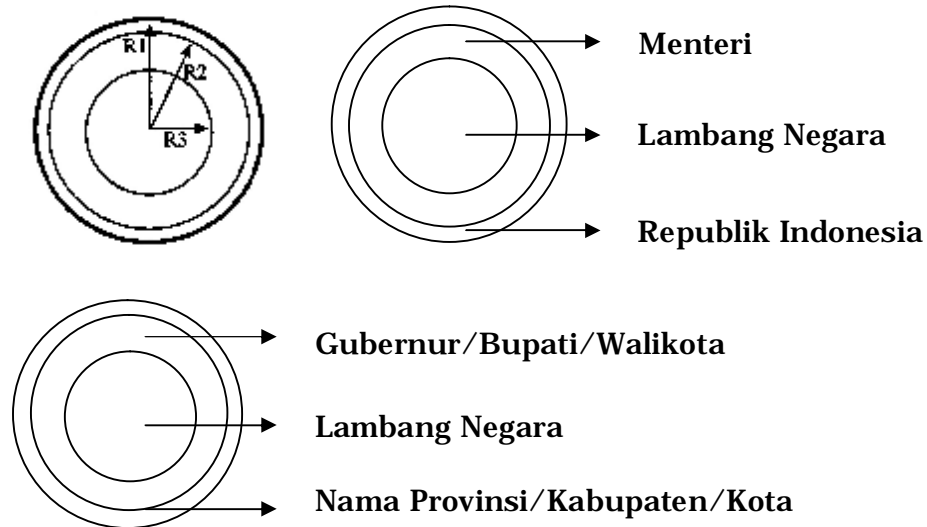 R1
R2
R3
Menteri
Lambang Negara
Republik Indonesia
Gubernur/Bupati/Walikota
Lambang Negara
Nama Provinsi/Kabupaten/Kota